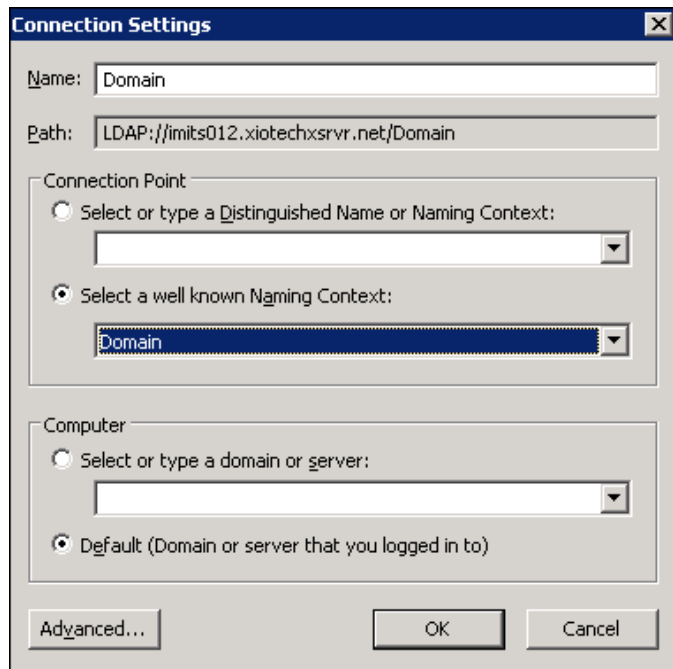 Connection Settings
Name: Domain
Path: LDAP://imits012.xiotechxsrvr.net/Domain
Connection Point
Select or type a Distinguished Name or Naming Context:
Select a well known Naming Context:
Domain
Computer
Select or type a domain or server:
Default (Domain or server that you logged in to)
Advanced... OK Cancel